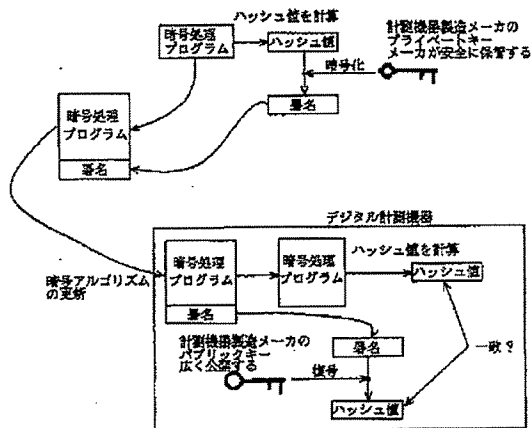 ハッシュ値を計算
暗号処理
プログラム
ハッシュ値
計測機器製造メーカの
プライベートキー
メーカが安全に保管する
暗号化
署名
暗号処理
プログラム
署名
デジタル計測機器
暗号アルゴリズム
の更新
暗号処理
プログラム
署名
暗号処理
プログラム
ハッシュ値を計算
ハッシュ値
計測機器製造メーカの
パブリックキー
広く公開する
署名
復号
一致?
ハッシュ値